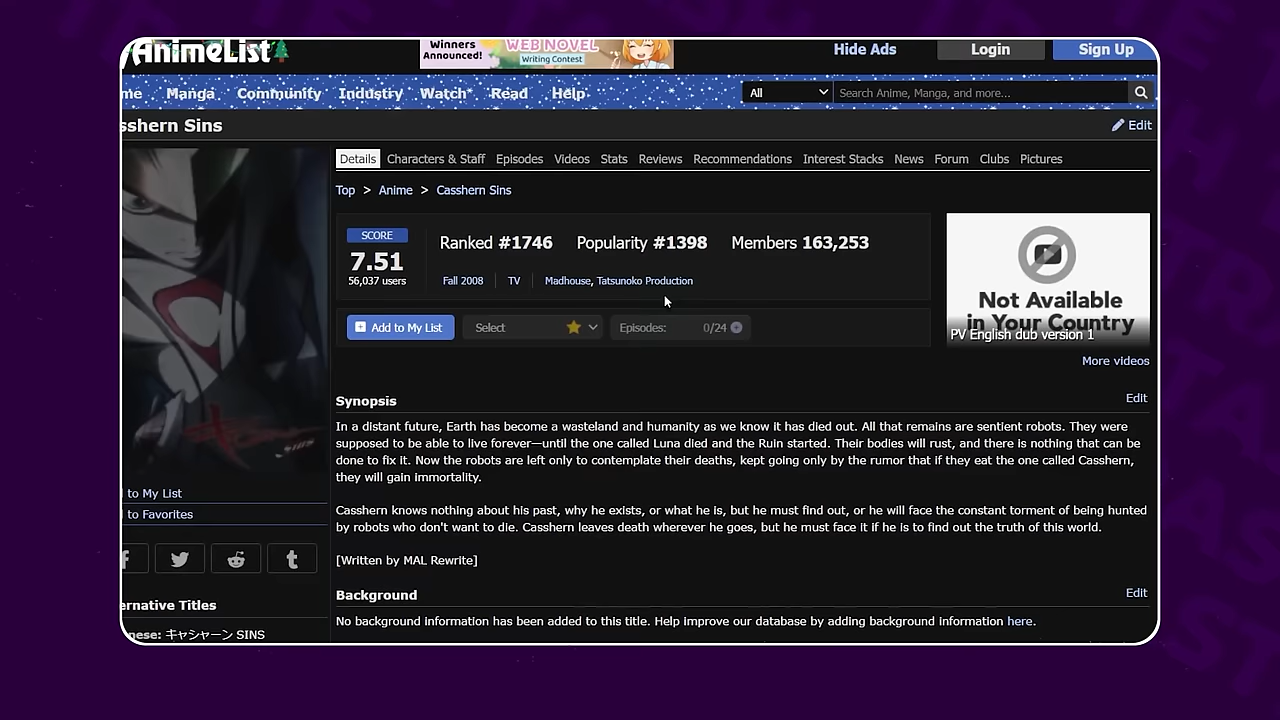 AnimeList
Winners Announced!
WEB NOVEL
Writing Contest
Hide Ads
Login
Sign Up
me Manga Community Industry Watch Read Help
All
Search Anime, Manga, and more...
sshern Sins
Edit
Details Characters & Staff Episodes Videos Stats Reviews Recommendations Interest Stacks News Forum Clubs Pictures
Top > Anime > Casshern Sins
SCORE
7.51
56,037 users
Ranked #1746 Popularity #1398 Members 163,253
Fall 2008 TV Madhouse, Tatsunoko Production
Add to My List
Select
Episodes: 0/24
Not Available
in Your Country
PV English dub version 1
More videos
Synopsis
Edit
In a distant future, Earth has become a wasteland and humanity as we know it has died out. All that remains are sentient robots. They were
supposed to be able to live forever—until the one called Luna died and the Ruin started. Their bodies will rust, and there is nothing that can be
done to fix it. Now the robots are left only to contemplate their deaths, kept going only by the rumor that if they eat the one called Casshern,
they will gain immortality.
Casshern knows nothing about his past, why he exists, or what he is, but he must find out, or he will face the constant torment of being hunted
by robots who don't want to die. Casshern leaves death wherever he goes, but he must face it if he is to find out the truth of this world.
[Written by MAL Rewrite]
Background
Edit
No background information has been added to this title. Help improve our database by adding background information here.
SINS
to My List
to Favorites
ernative Titles
nese: キャシャーン SINS